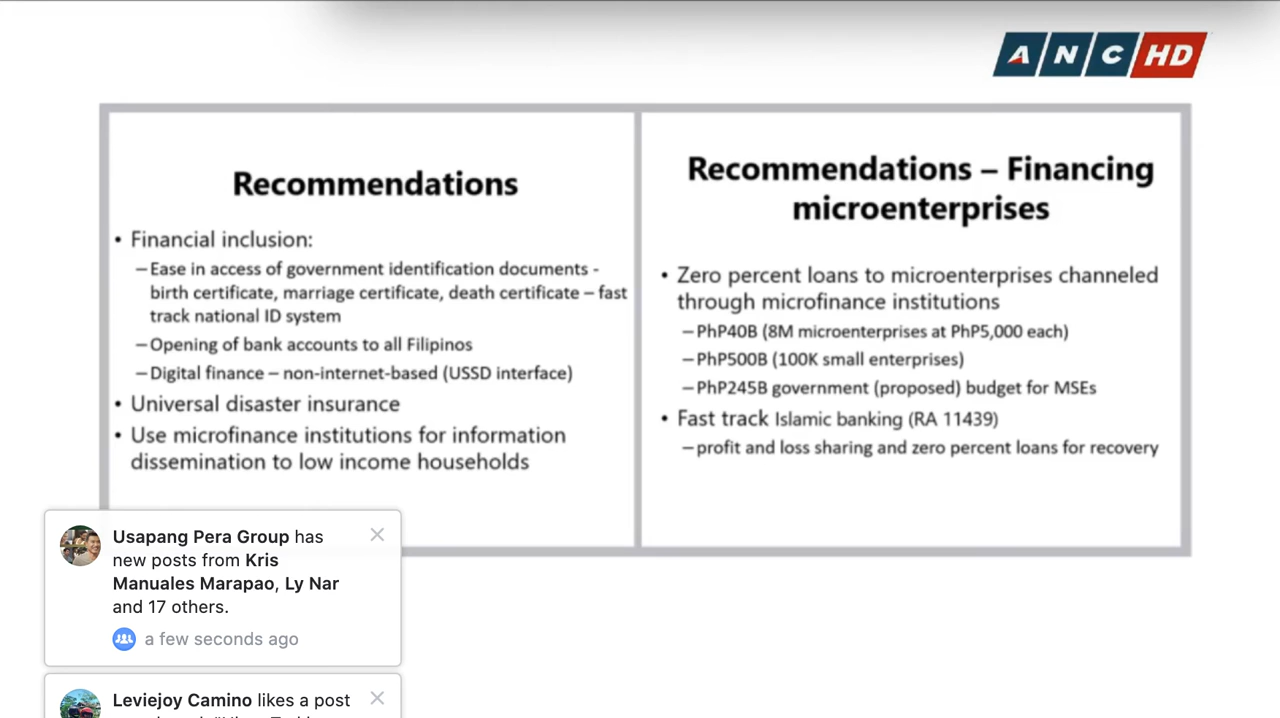 ANC HD
Recommendations
• Financial inclusion:
– Ease in access of government identification documents -
birth certificate, marriage certificate, death certificate – fast
track national ID system
– Opening of bank accounts to all Filipinos
– Digital finance – non-internet-based (USSD interface)
• Universal disaster insurance
• Use microfinance institutions for information
dissemination to low income households
Recommendations – Financing
microenterprises
• Zero percent loans to microenterprises channeled
through microfinance institutions
– PhP40B (8M microenterprises at PhP5,000 each)
– PhP500B (100K small enterprises)
– PhP245B government (proposed) budget for MSEs
• Fast track Islamic banking (RA 11439)
– profit and loss sharing and zero percent loans for recovery
Usapang Pera Group has
new posts from Kris
Manuales Marapao, Ly Nar
and 17 others.
a few seconds ago
Leviejoy Camino likes a post